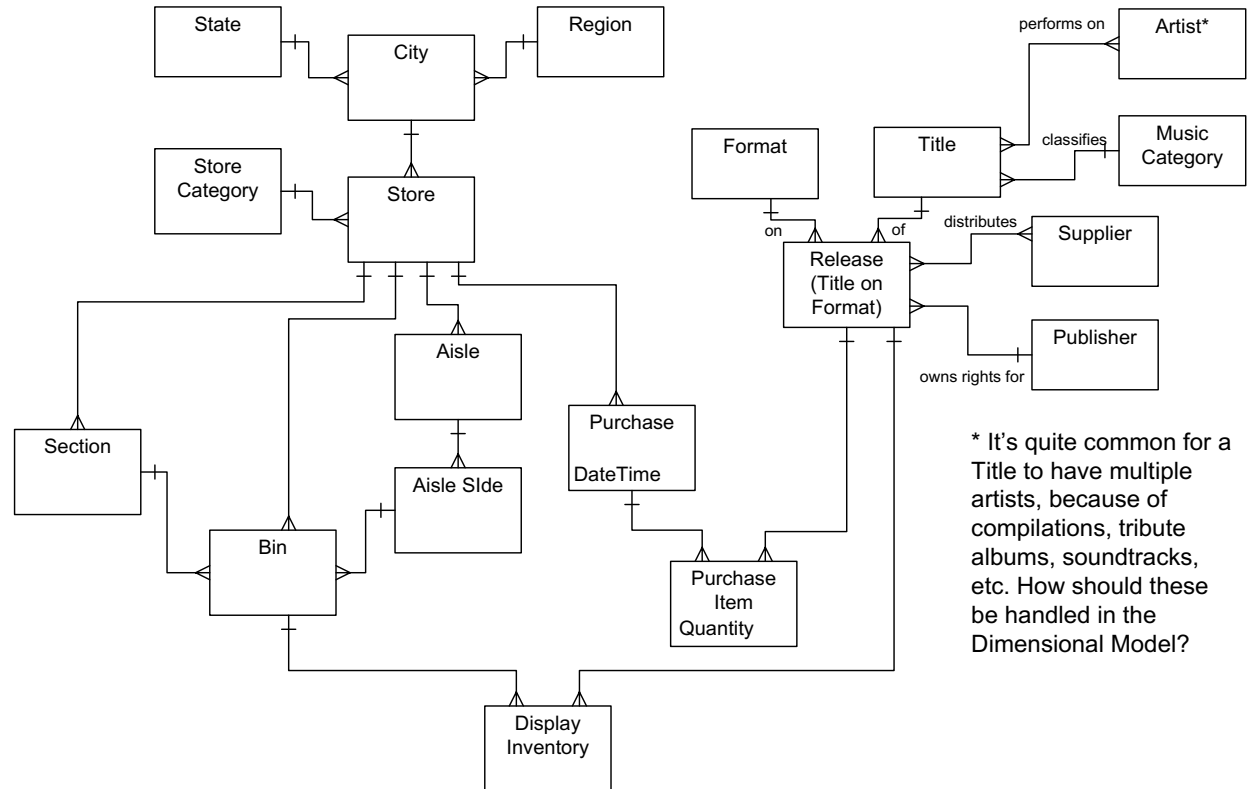 State
City
Region
Store
Category
Store
Section
Aisle
Aisle SIde
Bin
Purchase
DateTime
Purchase
Item
Quantity
Display
Inventory
Format
on
Title
of
Release
(Title on
Format)
performs on
Artist*
classifies
Music
Category
distributes
Supplier
Publisher
owns rights for
* It’s quite common for a
Title to have multiple
artists, because of
compilations, tribute
albums, soundtracks,
etc. How should these
be handled in the
Dimensional Model?